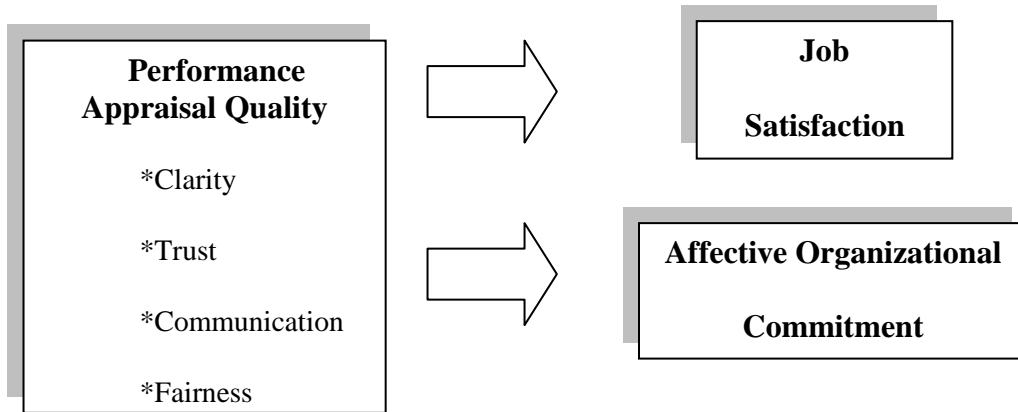 Performance
Appraisal Quality
*Clarity
*Trust
*Communication
*Fairness
Job
Satisfaction
Affective Organizational
Commitment